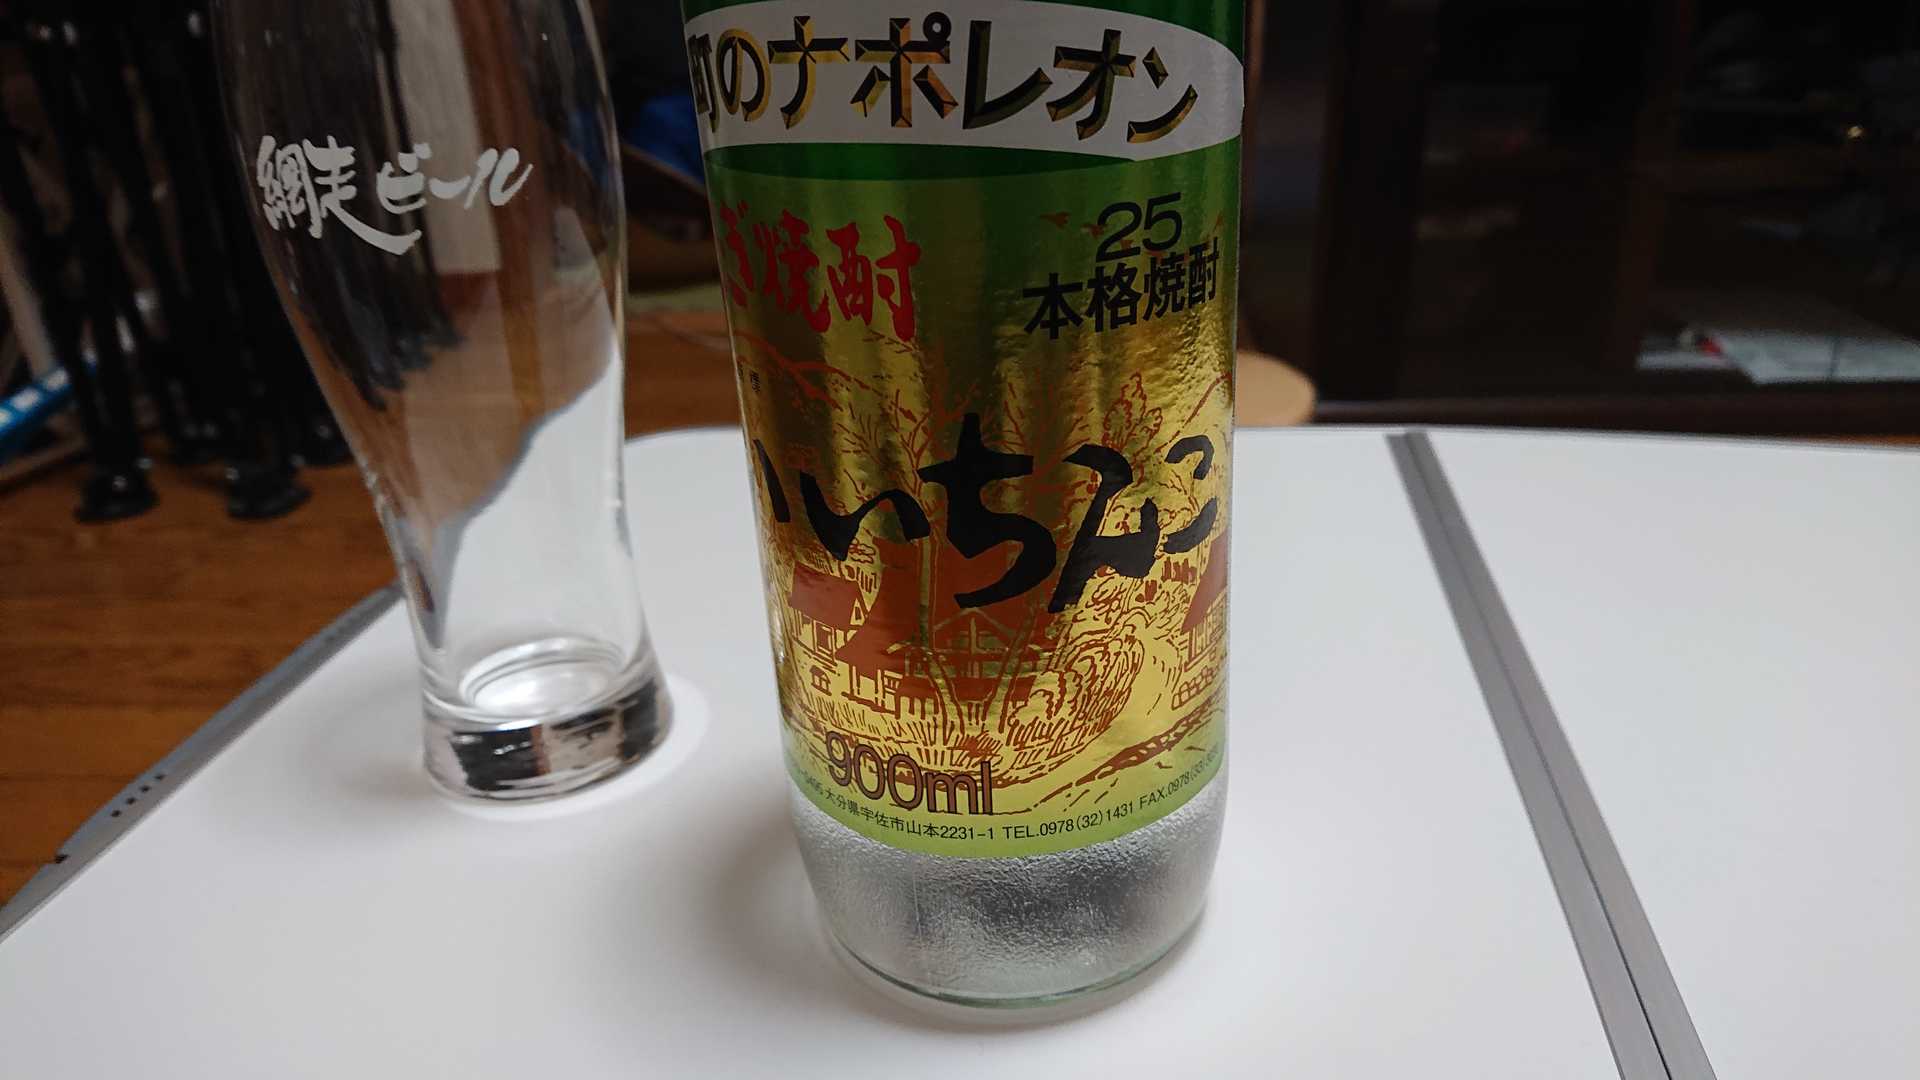 網走ビール
町のナポレオン
ぎ焼酎
25
本格焼酎
いいちこ
900ml
大分県宇佐市山本2231-1 TEL.0978(32)1431 FAX.0978(33)